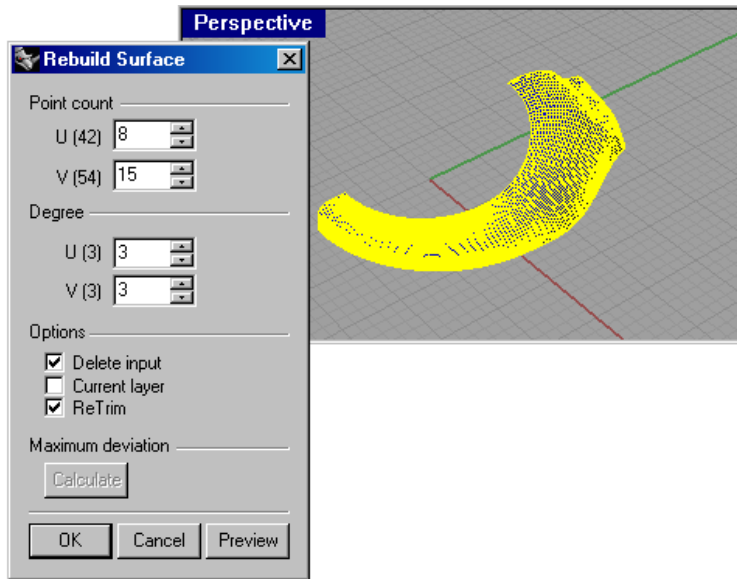 Perspective
Rebuild Surface
Point count
U (42) 8
V (54) 15
Degree
U (3) 3
V (3) 3
Options
Delete input
Current layer
ReTrim
Maximum deviation
Calculate
OK Cancel Preview